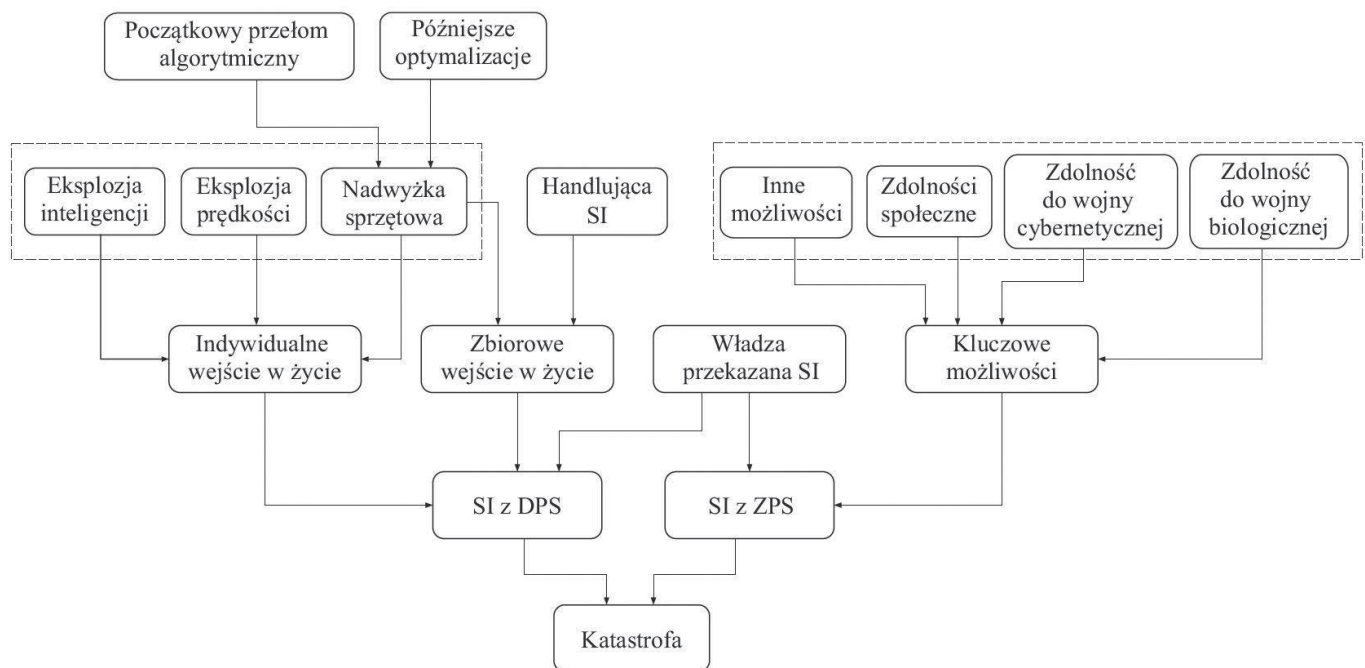 Początkowy przełom
algorytmiczny
Późniejsze
optymalizacje
Eksplozja
inteligencji
Eksplozja
prędkości
Nadwyżka
sprzętowa
Handlująca
SI
Inne
możliwości
Zdolności
społeczne
Zdolność
do wojny
cybernetycznej
Zdolność
do wojny
biologicznej
Indywidualne
wejście w życie
Zbiorowe
wejście w życie
Władza
przekazana SI
Kluczowe
możliwości
SI z DPS
SI z ZPS
Katastrofa